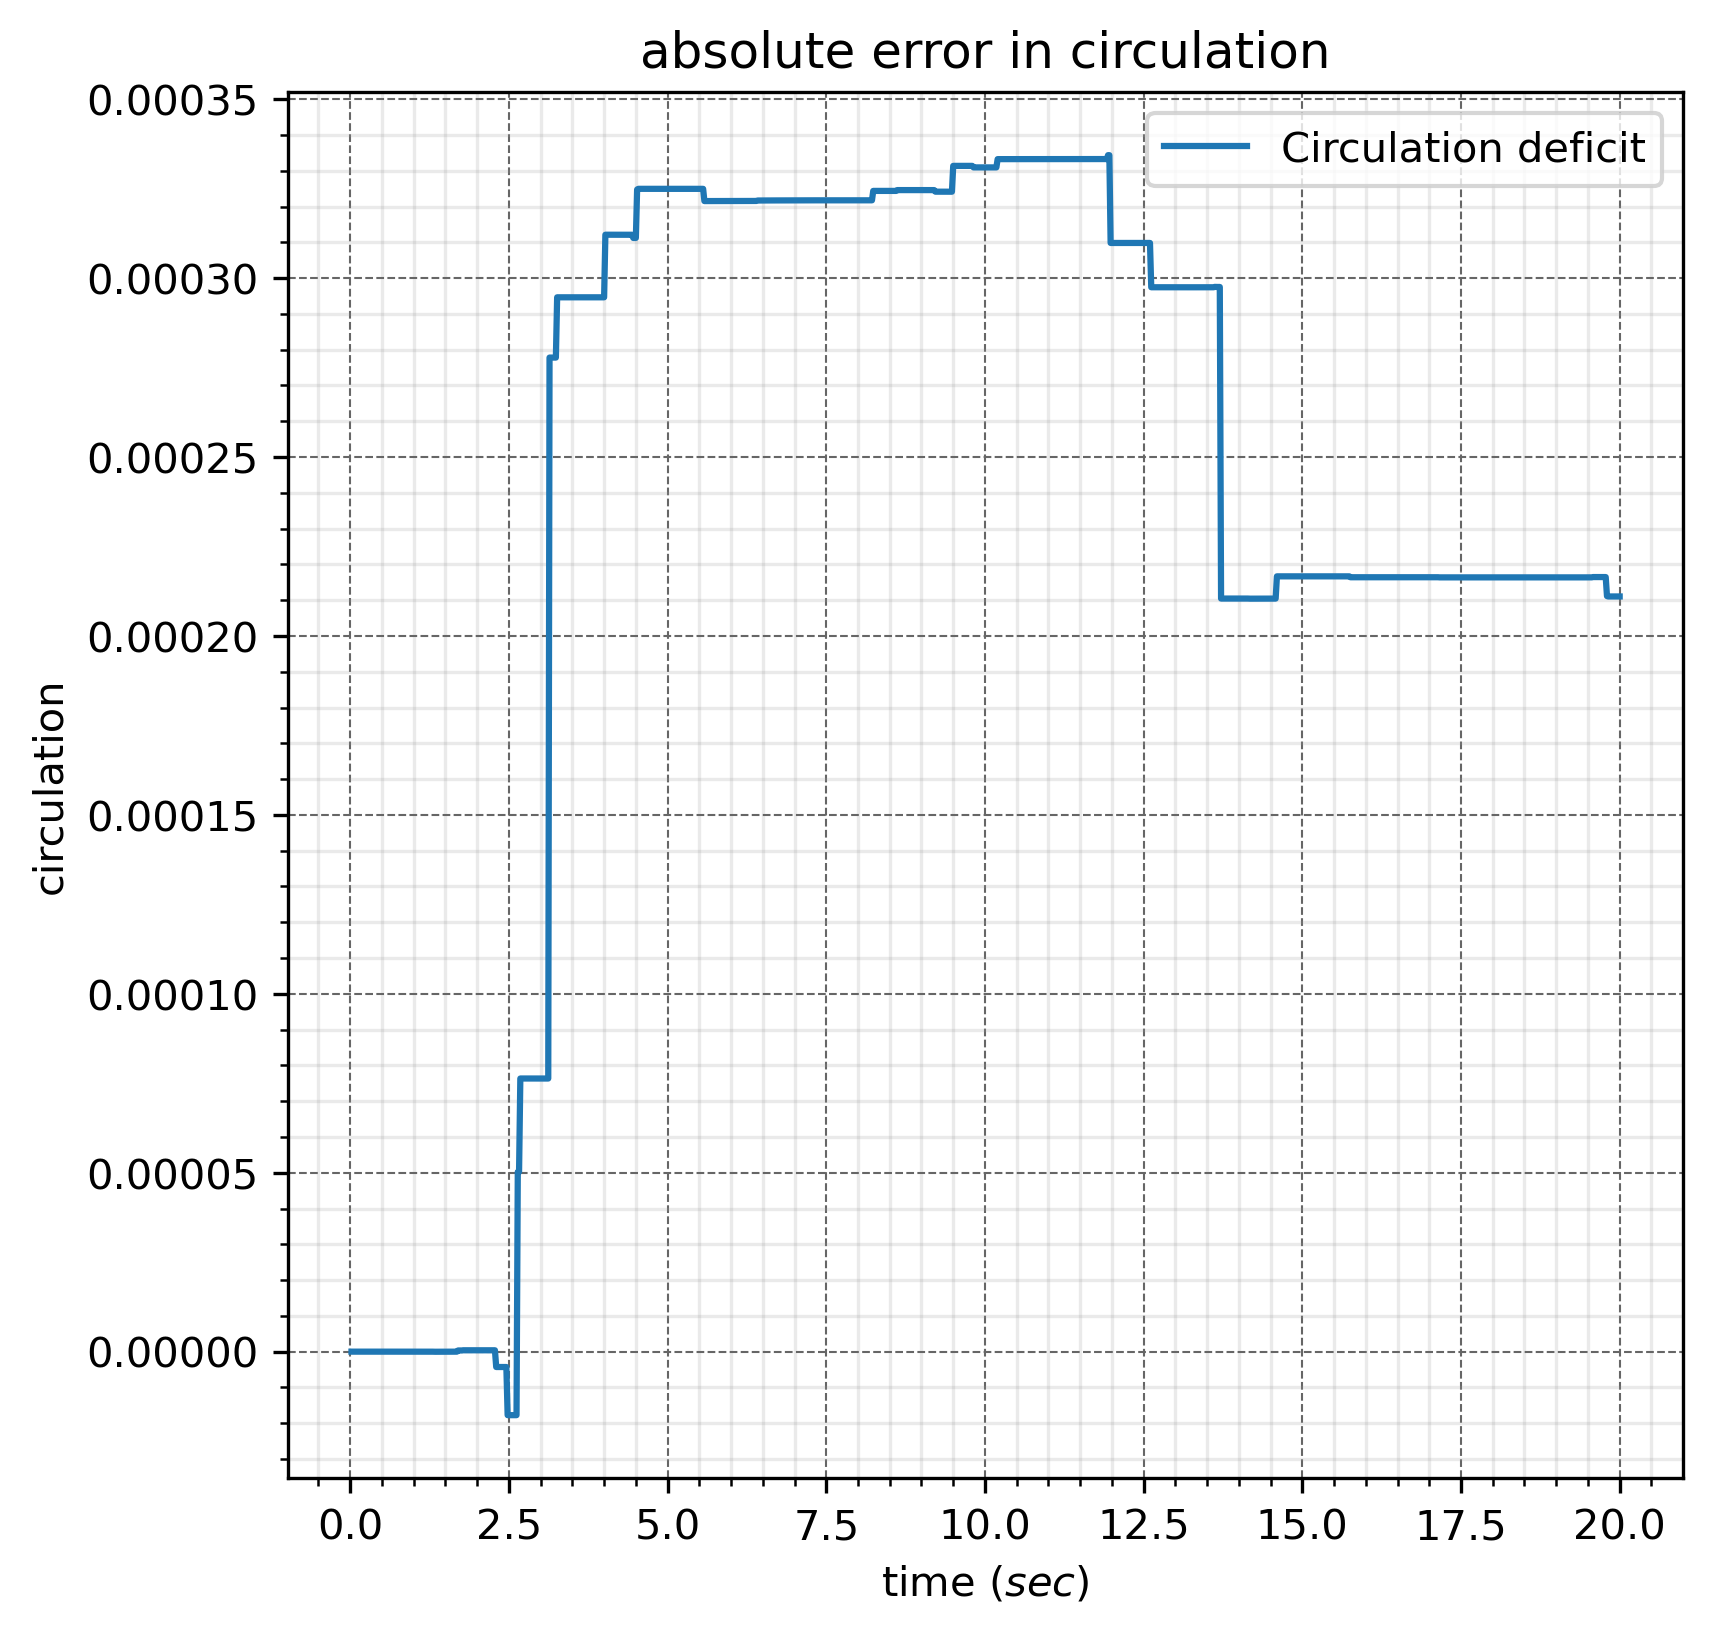 absolute error in circulation
Circulation deficit
0.00035
0.00030
0.00025
0.00020
0.00015
0.00010
0.00005
0.00000
circulation
0.0 2.5 5.0 7.5 10.0 12.5 15.0 17.5 20.0
time (sec)